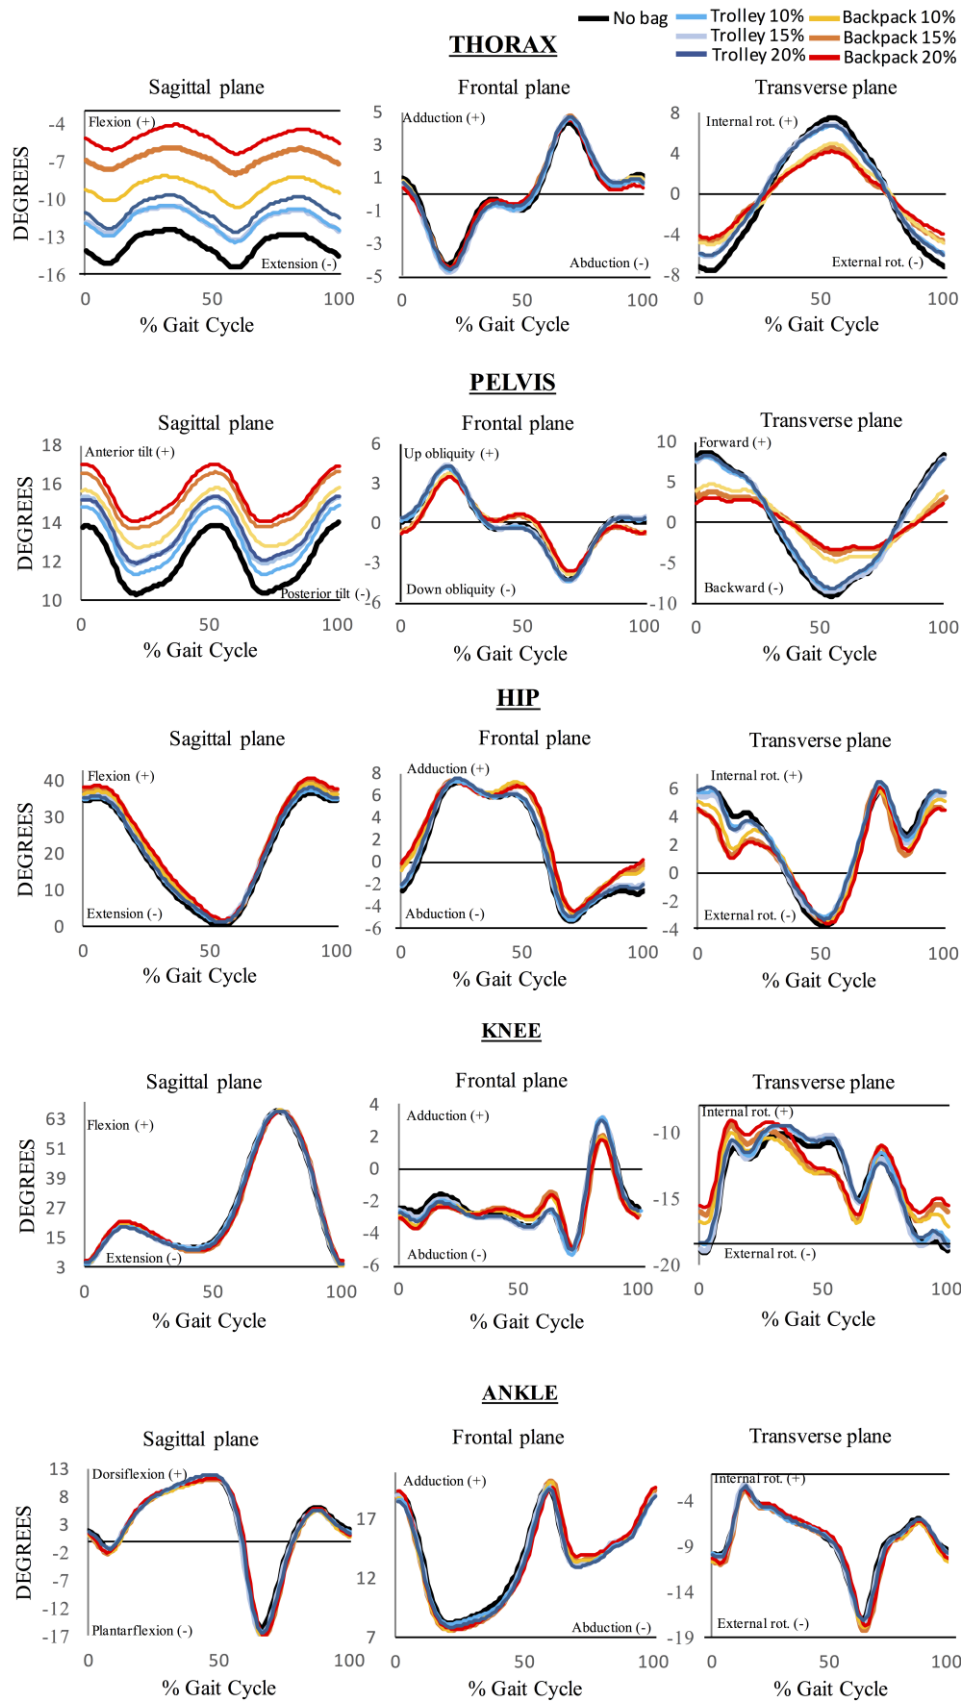 No bag Trolley 10% Backpack 10%
Trolley 15% Backpack 15%
Trolley 20% Backpack 20%
THORAX
Sagittal plane Frontal plane Transverse plane
DEGREES
-4
-7
-10
-13
-16
Flexion (+)
Extension (-)
0 50 100
% Gait Cycle
5
3
1
-1
-3
-5
Adduction (+)
Abduction (-)
0 50 100
% Gait Cycle
8
4
0
-4
-8
Internal rot. (+)
External rot. (-)
0 50 100
% Gait Cycle
PELVIS
Sagittal plane Frontal plane Transverse plane
DEGREES
18
16
14
12
10
Anterior tilt (+)
Posterior tilt (-)
0 50 100
% Gait Cycle
6
3
0
-3
-6
Up obliquity (+)
Down obliquity (-)
0 50 100
% Gait Cycle
10
5
0
-5
-10
Forward (+)
Backward (-)
0 50 100
% Gait Cycle
HIP
Sagittal plane Frontal plane Transverse plane
DEGREES
40
30
20
10
0
Flexion (+)
Extension (-)
0 50 100
% Gait Cycle
8
6
4
2
0
-2
-4
-6
Adduction (+)
Abduction (-)
0 50 100
% Gait Cycle
6
4
2
0
-2
-4
Internal rot. (+)
External rot. (-)
0 50 100
% Gait Cycle
KNEE
Sagittal plane Frontal plane Transverse plane
DEGREES
63
51
39
27
15
3
Flexion (+)
Extension (-)
0 50 100
% Gait Cycle
4
2
0
-2
-4
-6
Adduction (+)
Abduction (-)
0 50 100
% Gait Cycle
-10
-15
-20
Internal rot. (+)
External rot. (-)
0 50 100
% Gait Cycle
ANKLE
Sagittal plane Frontal plane Transverse plane
DEGREES
13
8
3
-2
-7
-12
-17
Dorsiflexion (+)
Plantarflexion (-)
0 50 100
% Gait Cycle
17
12
7
Adduction (+)
Abduction (-)
0 50 100
% Gait Cycle
-4
-9
-14
-19
Internal rot. (+)
External rot. (-)
0 50 100
% Gait Cycle